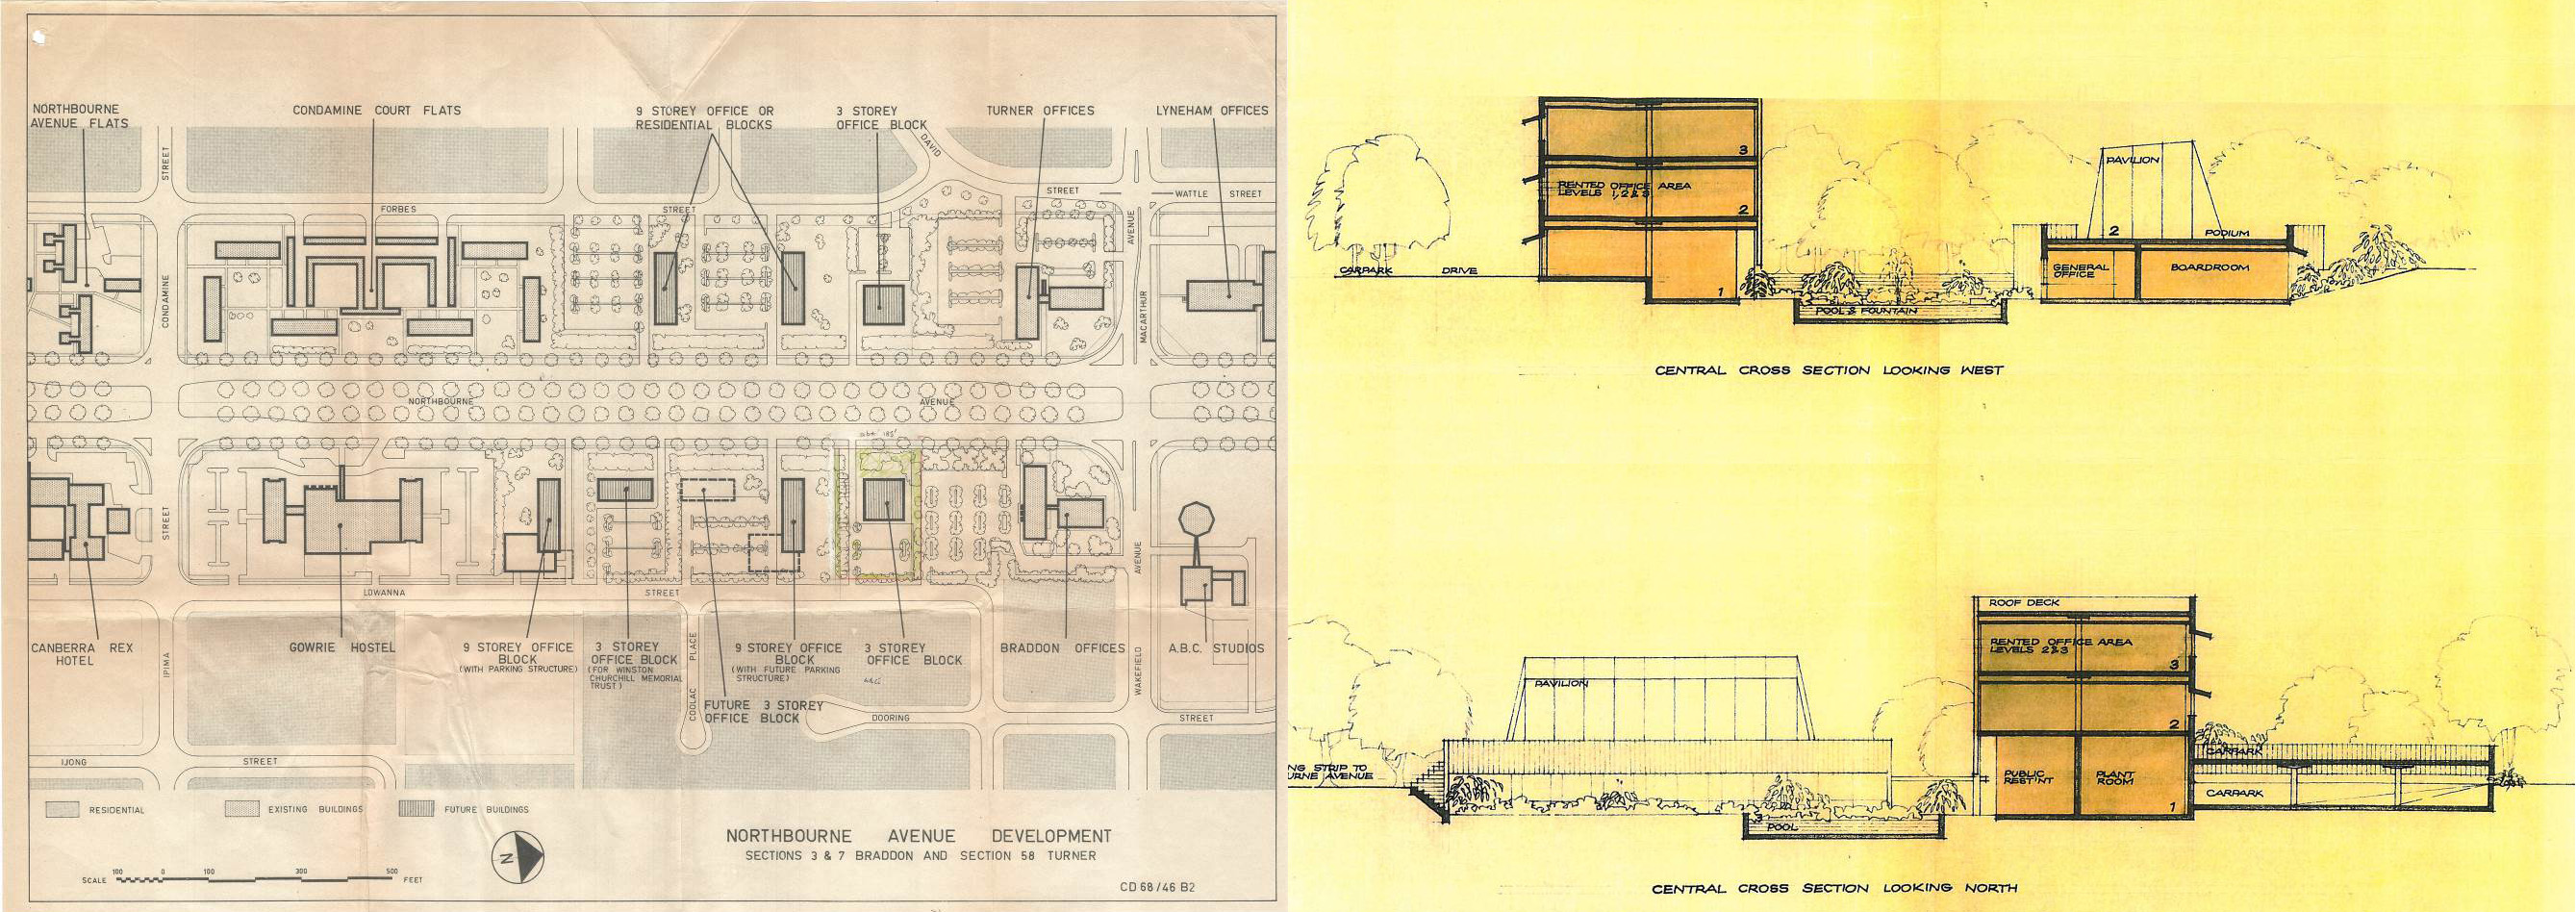 NORTHBOURNE
AVENUE FLATS
CONDAMINE COURT FLATS
9 STOREY OFFICE OR
RESIDENTIAL BLOCKS
3 STOREY
OFFICE BLOCK
TURNER OFFICES
LYNEHAM OFFICES
DAVID
STREET
STREET
WATTLE STREET
FORBES
STREET
AVENUE
CONDAMINE
MACARTHUR
NORTHBOURNE
AVENUE
185'
STREET
AVENUE
LOWANNA
STREET
CANBERRA REX
HOTEL
GOWRIE HOSTEL
9 STOREY OFFICE
BLOCK
(WITH PARKING STRUCTURE)
3 STOREY
OFFICE BLOCK
(FOR WINSTON
CHURCHILL MEMORIAL
TRUST)
9 STOREY OFFICE
BLOCK
(WITH FUTURE PARKING
STRUCTURE)
3 STOREY
OFFICE BLOCK
BRADDON OFFICES
A.B.C. STUDIOS
IPIMA
COOLAC PLACE
WAKEFIELD
FUTURE 3 STOREY
OFFICE BLOCK
DOORING
STREET
IJONG
STREET
RESIDENTIAL
EXISTING BUILDINGS
FUTURE BUILDINGS
N
NORTHBOURNE AVENUE DEVELOPMENT
SECTIONS 3 & 7 BRADDON AND SECTION 58 TURNER
SCALE 100 0 100 300 500 FEET
CD 68/46 B2
3
RENTED OFFICE AREA
LEVELS 1,2&3
2
1
CARPARK
DRIVE
PAVILION
2
PODIUM
GENERAL
OFFICE
BOARDROOM
POOL & FOUNTAIN
CENTRAL CROSS SECTION LOOKING WEST
ROOF DECK
RENTED OFFICE AREA
LEVELS 2&3
3
PAVILION
2
NG STRIP TO
URNE AVENUE
CARPARK
PUBLIC
REST'NT
PLANT
ROOM
CARPARK
1
POOL
CENTRAL CROSS SECTION LOOKING NORTH